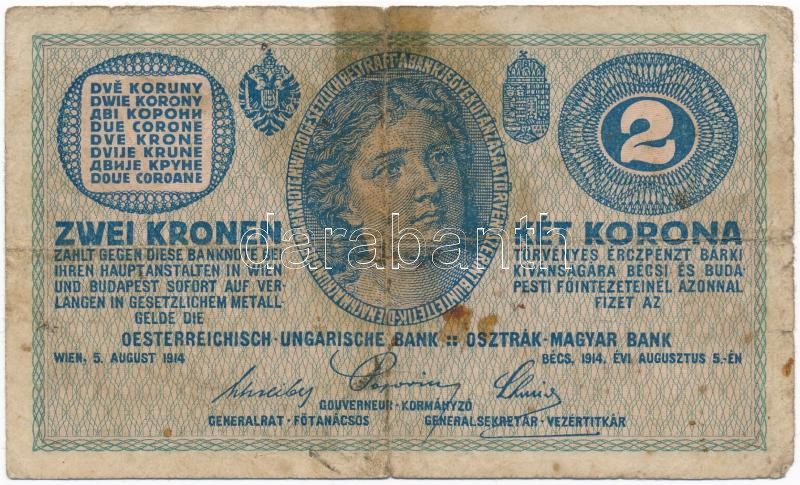 DVĚ KORUNY
DWIE KORONY
ДВІ КОРОНИ
DUE CORONE
DVE KRONE
DVIJE KRUNE
ДВИЈЕ КРУНЕ
DOUE COROANE
2
ZWEI KRONEN
ZAHLT GEGEN DIESE BANKNOTE BEI
IHREN HAUPTANSTALTEN IN WIEN
UND BUDAPEST SOFORT AUF VER-
LANGEN IN GESETZLICHEM METALL-
GELDE DIE
KÉT KORONA
TÖRVÉNYES ÉRCZPÉNZT BÁRKI
KIVÁNSÁGÁRA BÉCSI ÉS BUDA-
PESTI FŐINTÉZETEINÉL AZONNAL
FIZET AZ
darabanth
OESTERREICHISCH-UNGARISCHE BANK :: OSZTRÁK-MAGYAR BANK
WIEN, 5. AUGUST 1914
BÉCS, 1914. ÉVI AUGUSZTUS 5.-ÉN
GOUVERNEUR - KORMÁNYZÓ
GENERALRAT - FŐTANÁCSOS
GENERALSEKRETÄR - VEZÉRTITKÁR